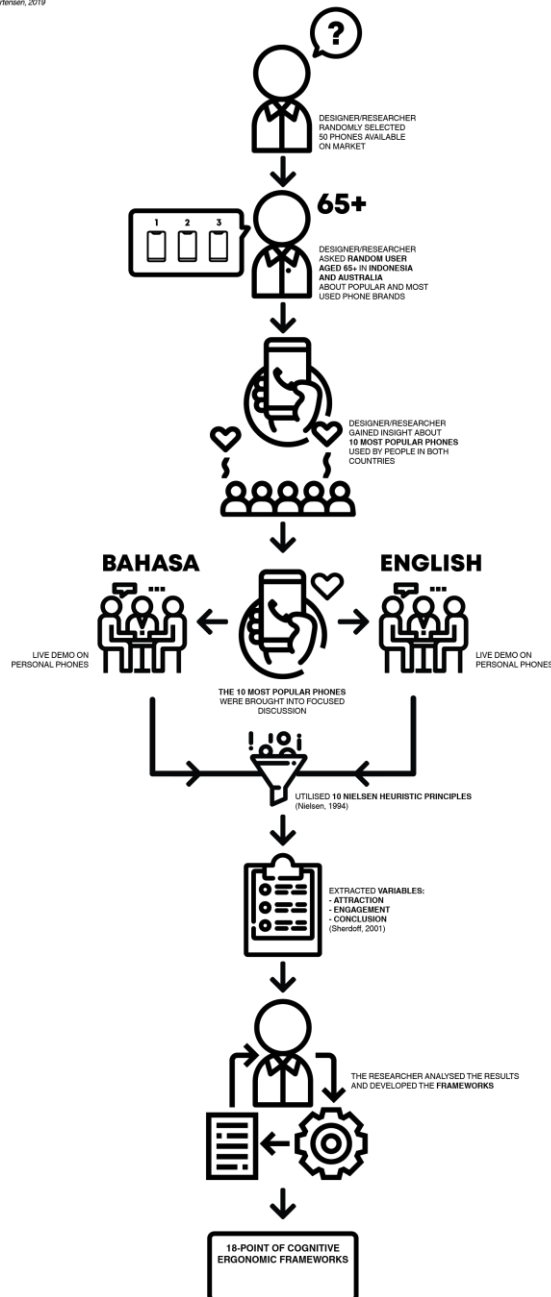 rtensen, 2019
?
DESIGNER/RESEARCHER
RANDOMLY SELECTED
50 PHONES AVAILABLE
ON MARKET
65+
1 2 3
DESIGNER/RESEARCHER
ASKED RANDOM USER
AGED 65+ IN INDONESIA
AND AUSTRALIA
ABOUT POPULAR AND MOST
USED PHONE BRANDS
DESIGNER/RESEARCHER
GAINED INSIGHT ABOUT
10 MOST POPULAR PHONES
USED BY PEOPLE IN BOTH
COUNTRIES
BAHASA
ENGLISH
LIVE DEMO ON
PERSONAL PHONES
LIVE DEMO ON
PERSONAL PHONES
THE 10 MOST POPULAR PHONES
WERE BROUGHT INTO FOCUSED
DISCUSSION
UTILISED 10 NIELSEN HEURISTIC PRINCIPLES
(Nielsen, 1994)
EXTRACTED VARIABLES:
- ATTRACTION
- ENGAGEMENT
- CONCLUSION
(Sherdoff, 2001)
THE RESEARCHER ANALYSED THE RESULTS
AND DEVELOPED THE FRAMEWORKS
18-POINT OF COGNITIVE
ERGONOMIC FRAMEWORKS